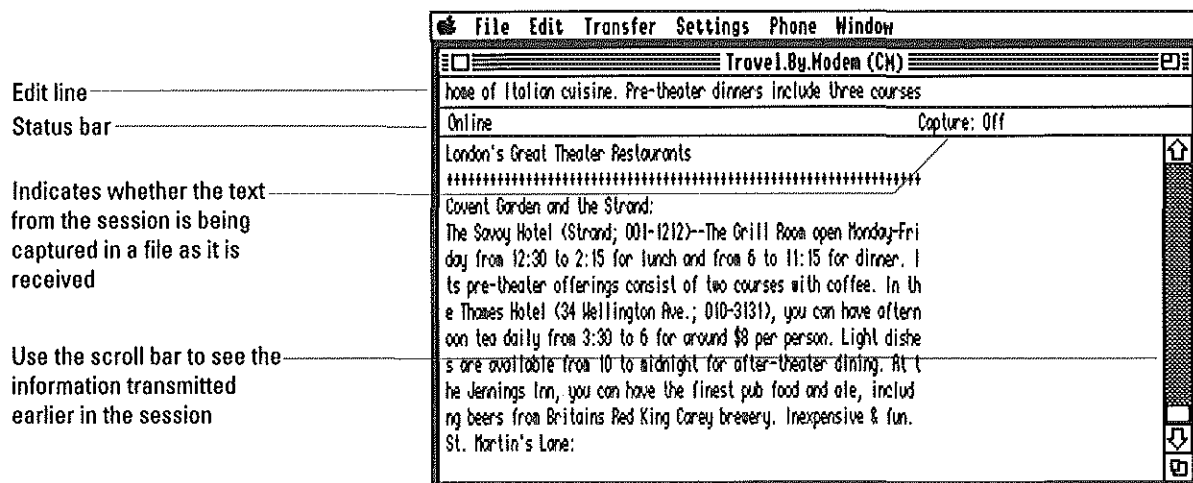 File Edit Transfer Settings Phone Window
Travel.By.Modem (CM)
Edit line
home of Italian cuisine. Pre-theater dinners include three courses
Status bar
Online Capture: Off
Indicates whether the text
from the session is being
captured in a file as it is
received
Use the scroll bar to see the
information transmitted
earlier in the session
London's Great Theater Restaurants
++++++++++++++++++++++++++++++++++++++++++++++++++++++++++++++++++
Covent Garden and the Strand:
The Savoy Hotel (Strand; 001-1212)--The Grill Room open Monday-Fri
day from 12:30 to 2:15 for lunch and from 6 to 11:15 for dinner. I
ts pre-theater offerings consist of two courses with coffee. In th
e Thames Hotel (34 Wellington Ave.; 010-3131), you can have aftern
oon tea daily from 3:30 to 6 for around $8 per person. Light dishe
s are available from 10 to midnight for after-theater dining. At t
he Jennings Inn, you can have the finest pub food and ale, includ
ng beers from Britains Red King Carey brewery. Inexpensive & fun.
St. Martin's Lane: